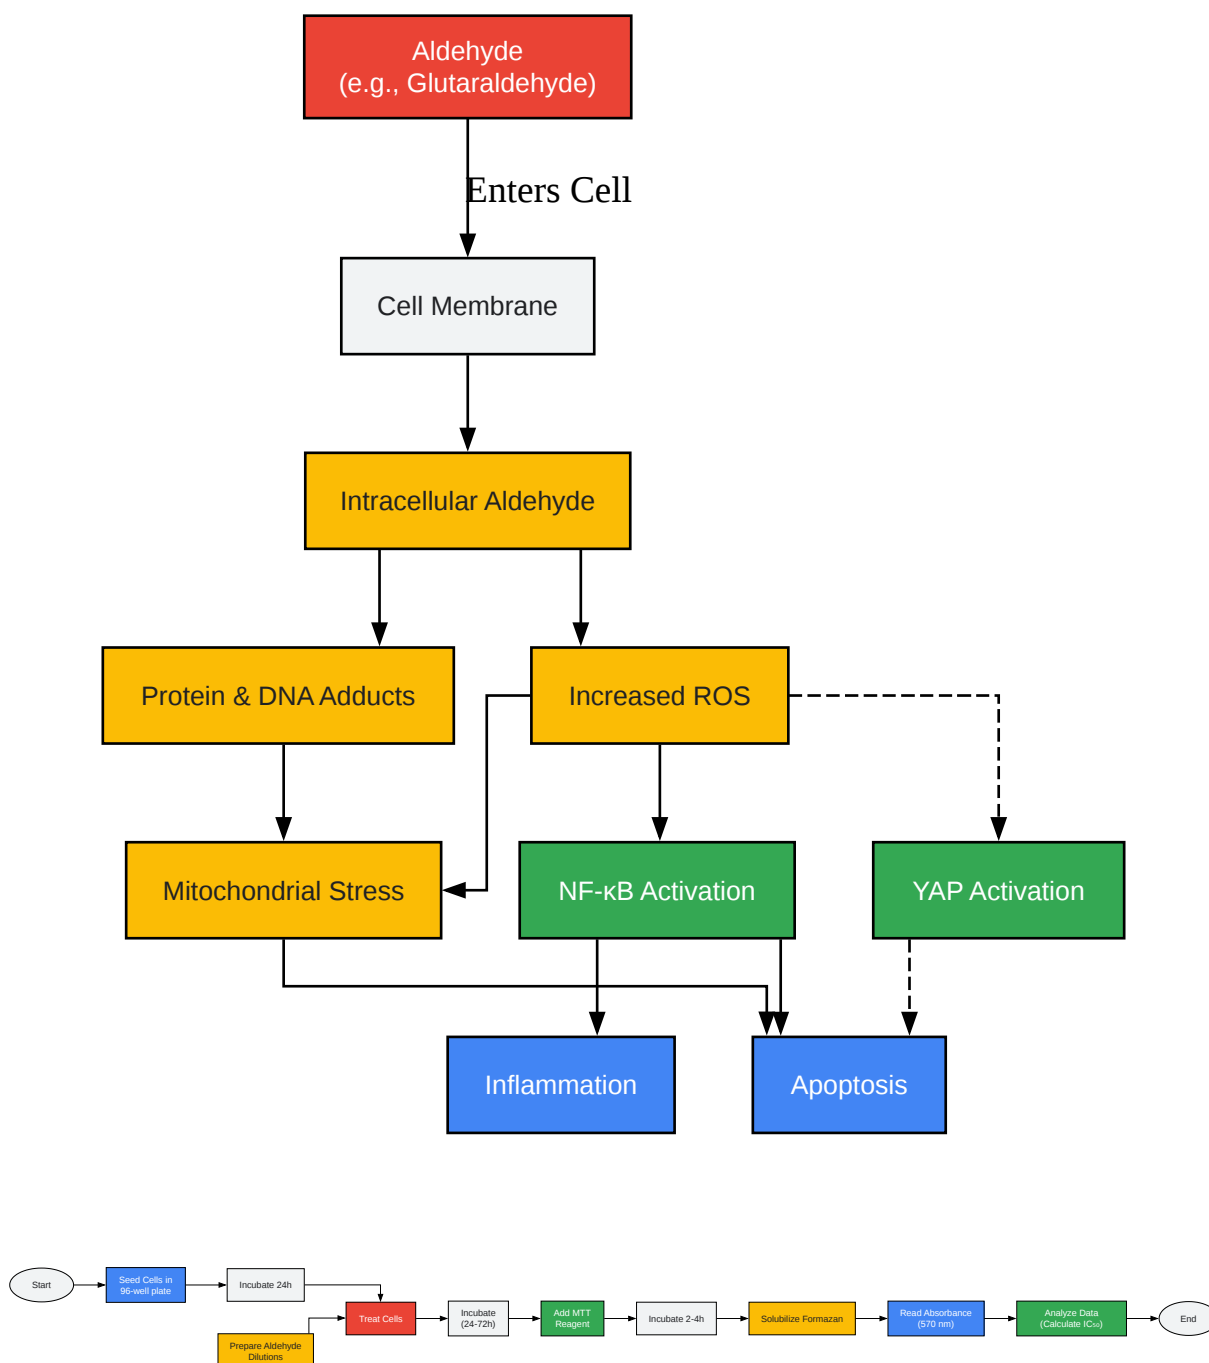 Aldehyde
(e.g., Glutaraldehyde)
Enters Cell
Cell Membrane
Intracellular Aldehyde
Protein & DNA Adducts
Increased ROS
Mitochondrial Stress
NF-κB Activation
YAP Activation
Inflammation
Apoptosis
Start
Seed Cells in
96-well plate
Incubate 24h
Prepare Aldehyde
Dilutions
Treat Cells
Incubate
(24-72h)
Add MTT
Reagent
Incubate 2-4h
Solubilize Formazan
Read Absorbance
(570 nm)
Analyze Data
(Calculate IC₅₀)
End